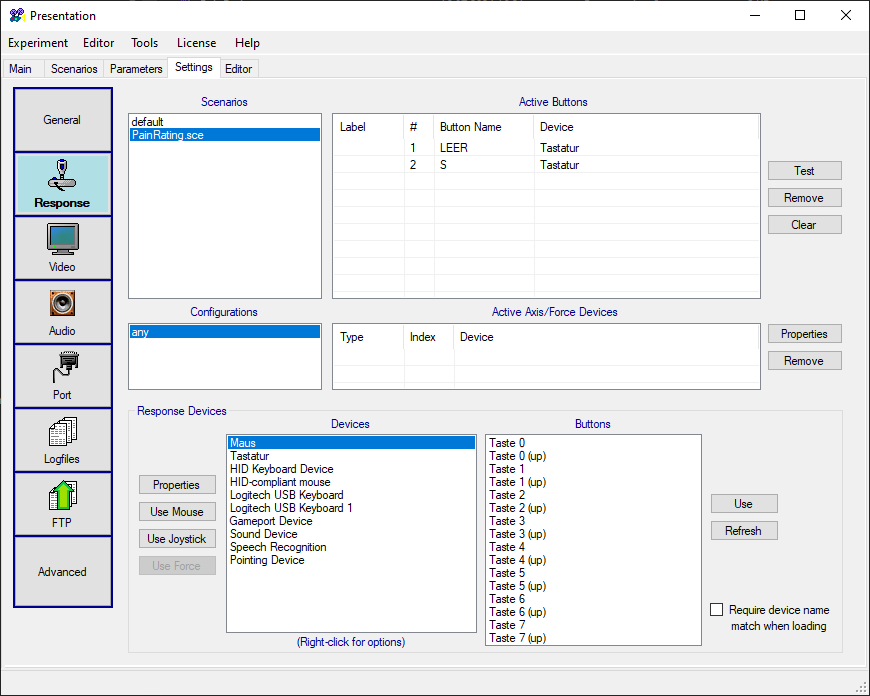 Presentation
Experiment Editor Tools License Help
Main Scenarios Parameters Settings Editor
General
Response
Video
Audio
Port
Logfiles
FTP
Advanced
Scenarios
default
PainRating.sce
Active Buttons
Label # Button Name Device
1 LEER Tastatur
2 S Tastatur
Test
Remove
Clear
Configurations
any
Active Axis/Force Devices
Type Index Device
Properties
Remove
Response Devices
Properties
Use Mouse
Use Joystick
Use Force
Devices
Maus
Tastatur
HID Keyboard Device
HID-compliant mouse
Logitech USB Keyboard
Logitech USB Keyboard 1
Gameport Device
Sound Device
Speech Recognition
Pointing Device
(Right-click for options)
Buttons
Taste 0
Taste 0 (up)
Taste 1
Taste 1 (up)
Taste 2
Taste 2 (up)
Taste 3
Taste 3 (up)
Taste 4
Taste 4 (up)
Taste 5
Taste 5 (up)
Taste 6
Taste 6 (up)
Taste 7
Taste 7 (up)
Use
Refresh
Require device name
match when loading